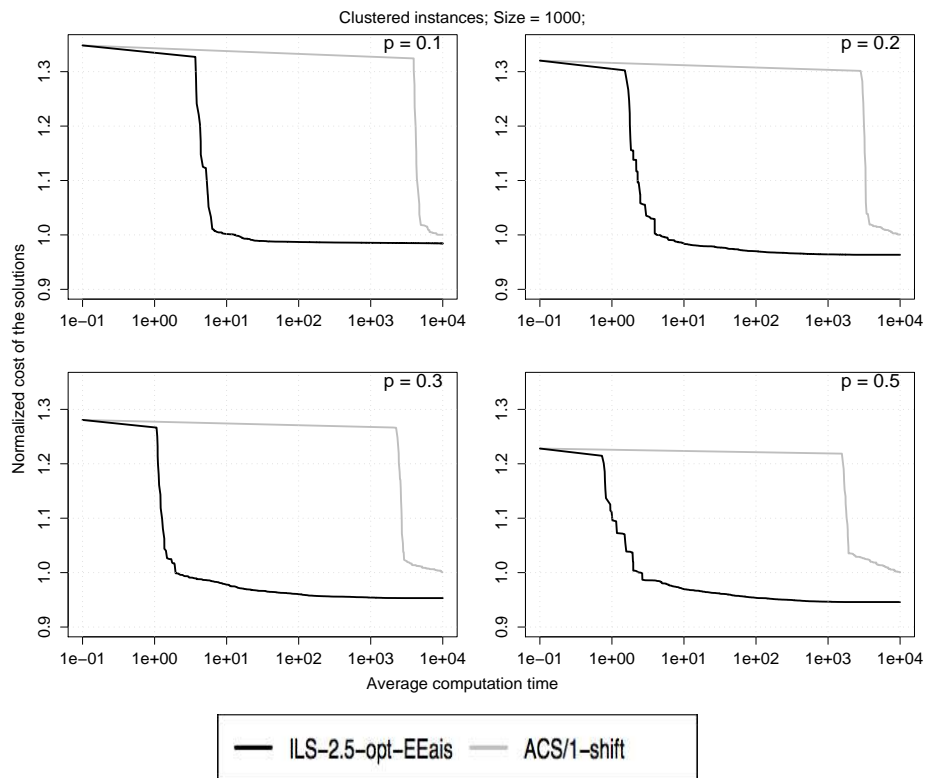 Clustered instances; Size = 1000;
p = 0.1
p = 0.2
1.3
1.2
1.1
1.0
0.9
1.3
1.2
1.1
1.0
0.9
1e−01 1e+00 1e+01 1e+02 1e+03 1e+04
1e−01 1e+00 1e+01 1e+02 1e+03 1e+04
Normalized cost of the solutions
p = 0.3
p = 0.5
1.3
1.2
1.1
1.0
0.9
1.3
1.2
1.1
1.0
0.9
1e−01 1e+00 1e+01 1e+02 1e+03 1e+04
1e−01 1e+00 1e+01 1e+02 1e+03 1e+04
Average computation time
ILS−2.5−opt−EEais ACS/1−shift